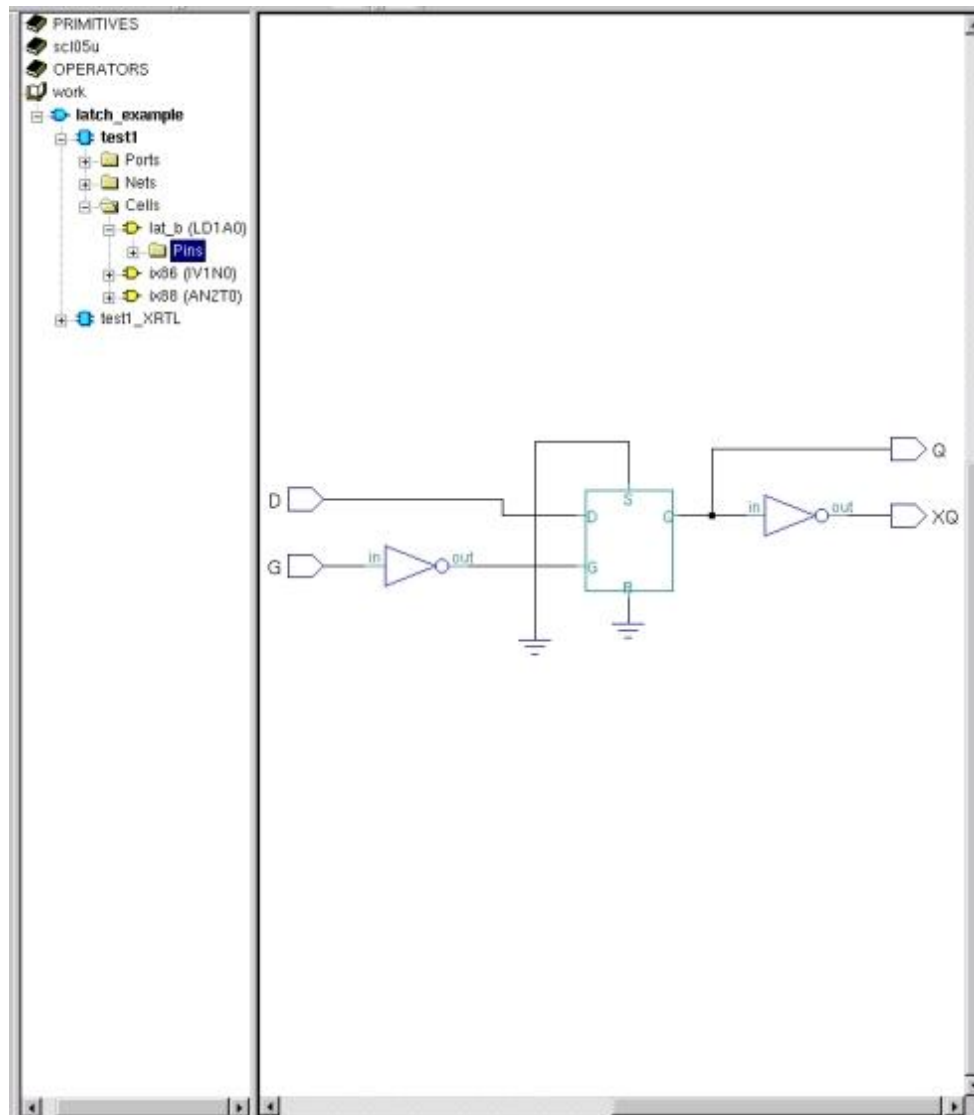 PRIMITIVES
scl05u
OPERATORS
work
latch_example
test1
Ports
Nets
Cells
lat_b (LD1A0)
Pins
ix86 (IV1N0)
ix88 (AN2T0)
test1_XRTL
Q
S
D
D
Q
in
out
XQ
G
in
out
G
R